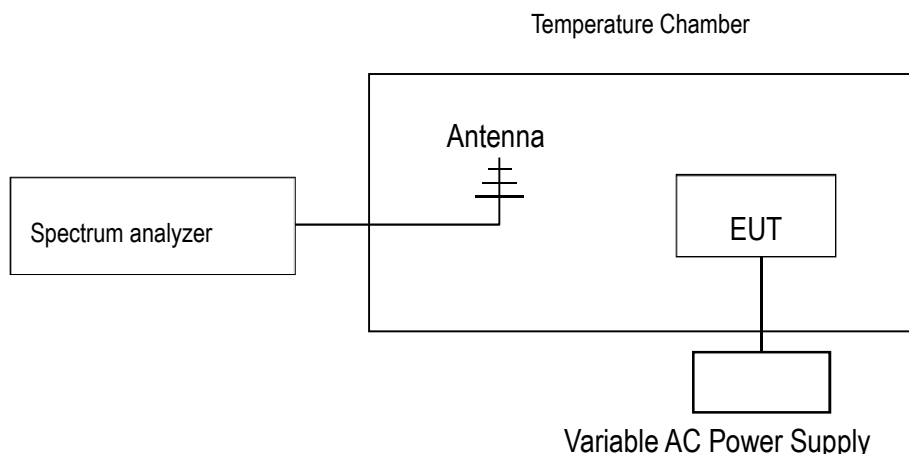 Temperature Chamber
Antenna
Spectrum analyzer
EUT
Variable AC Power Supply